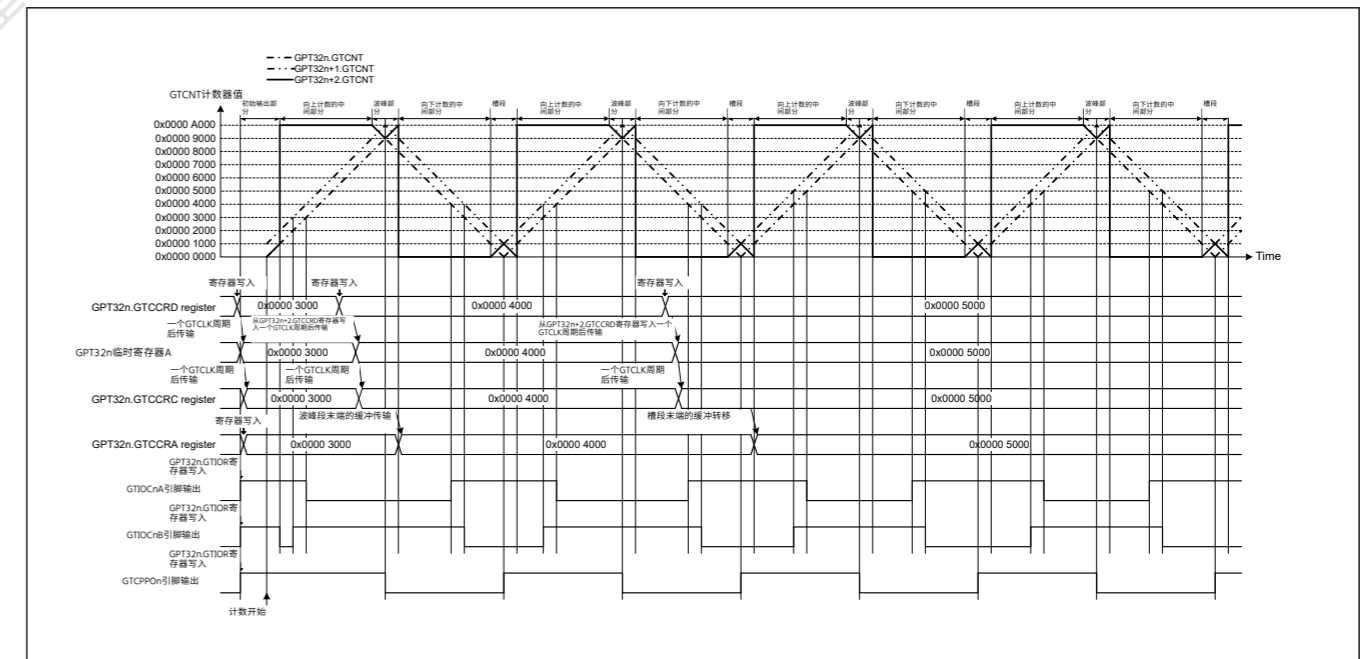 GPT32n.GTCNT
GPT32n+1.GTCNT
GPT32n+2.GTCNT
GTCNT计数器值
初始输出部
分
向上计数的中
间部分
波峰部
分
向下计数的中
间部分
槽段
向上计数的中
间部分
波峰部
分
向下计数的中
间部分
槽段
向上计数的中
间部分
波峰部
分
向下计数的中
间部分
槽段
向上计数的中
间部分
波峰部
分
向下计数的中
间部分
槽段
0x0000 A000
0x0000 9000
0x0000 8000
0x0000 7000
0x0000 6000
0x0000 5000
0x0000 4000
0x0000 3000
0x0000 2000
0x0000 1000
0x0000 0000
Time
寄存器写入
寄存器写入
寄存器写入
GPT32n.GTCCRD register
0x0000 3000
0x0000 4000
0x0000 5000
一个GTCLK周期
后传输
从GPT32n+2.GTCCRD寄存器写
入一个GTCLK周期后传输
从GPT32n+2.GTCCRD寄存器写入一个
GTCLK周期后传输
GPT32n临时寄存器A
0x0000 3000
0x0000 4000
0x0000 5000
一个GTCLK周期
后传输
一个GTCLK周期
后传输
一个GTCLK周期
后传输
GPT32n.GTCCRC register
0x0000 3000
0x0000 4000
0x0000 5000
寄存器写入
波峰段末端的缓冲传输
槽段末端的缓冲转移
GPT32n.GTCCRA register
0x0000 3000
0x0000 4000
0x0000 5000
GPT32n.GTIOR寄
存器写入
GTIOCnA引脚输出
GPT32n.GTIOR寄
存器写入
GTIOCnB引脚输出
GPT32n.GTIOR寄
存器写入
GTCPPOn引脚输出
计数开始